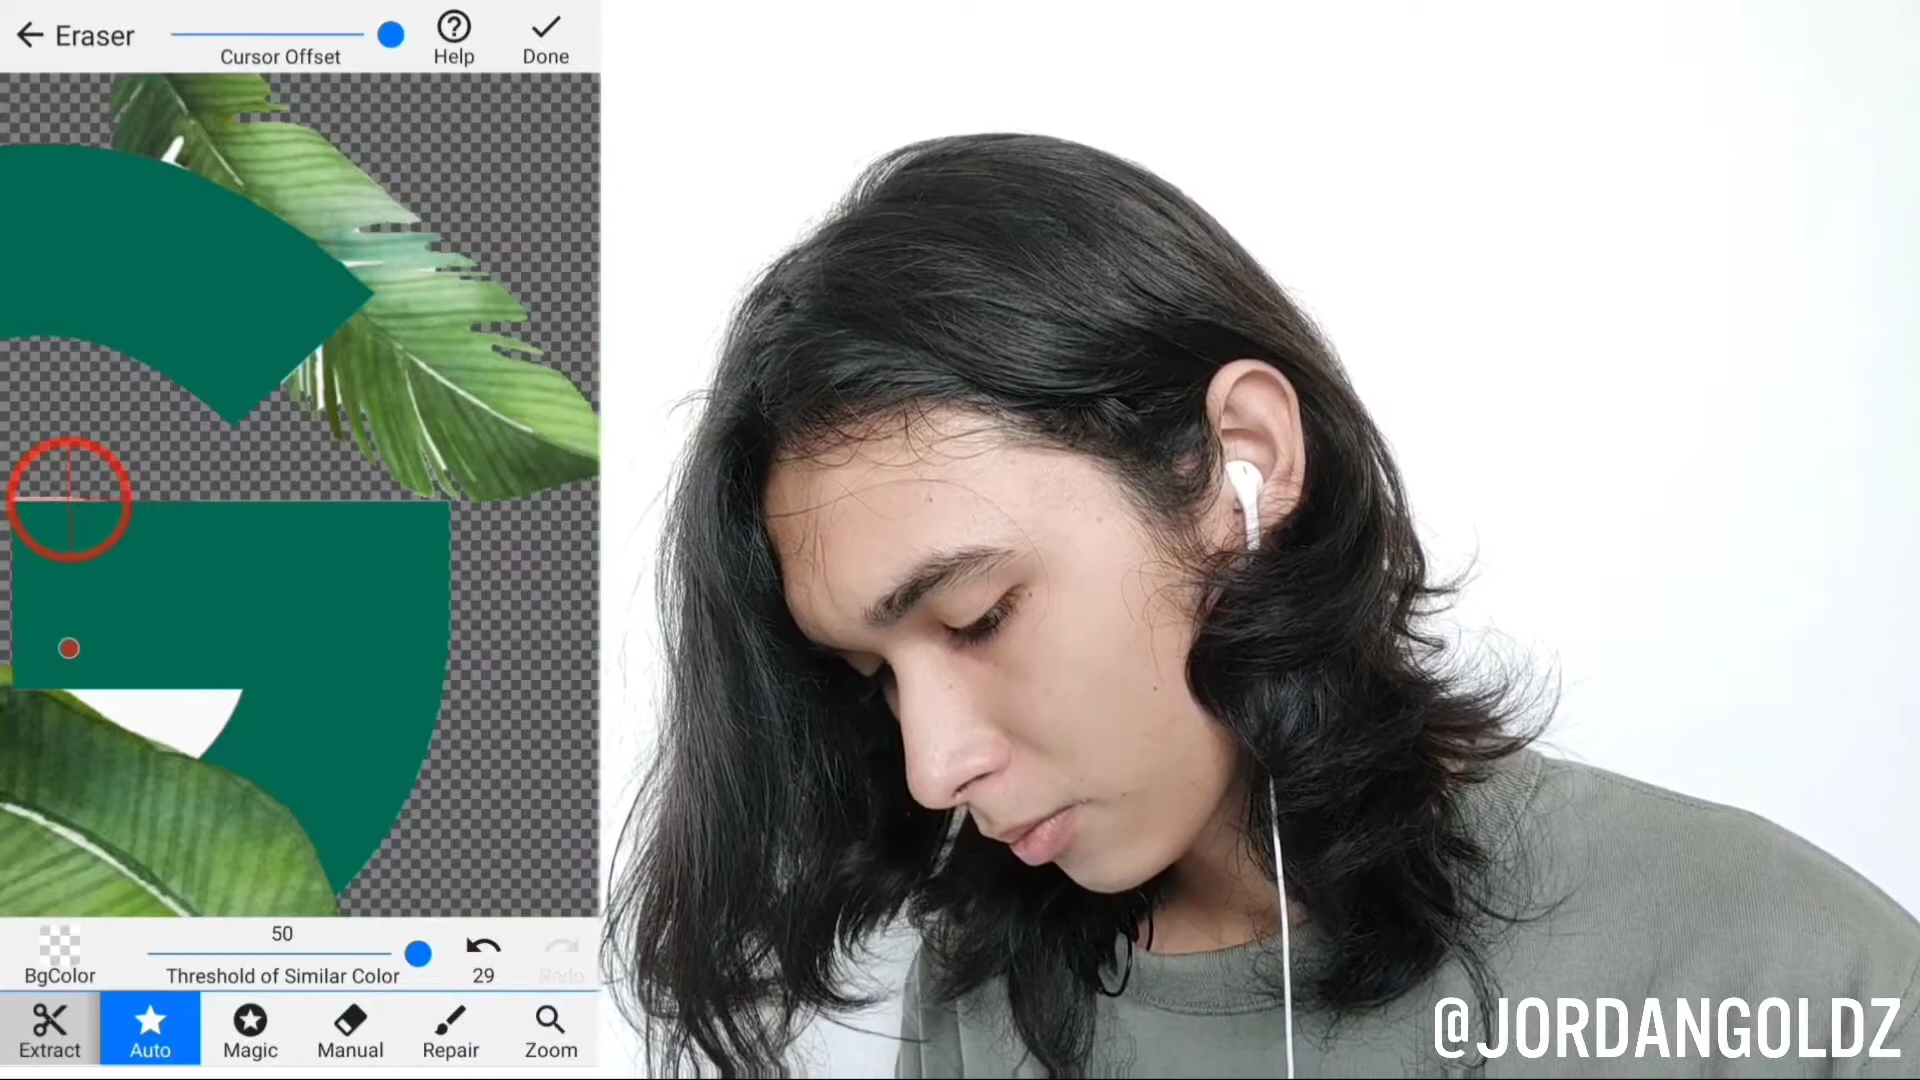 Eraser
Cursor Offset
Help
Done
50
BgColor
Threshold of Similar Color
29
Redo
Extract
Auto
Magic
Manual
Repair
Zoom
@JORDANGOLDZ